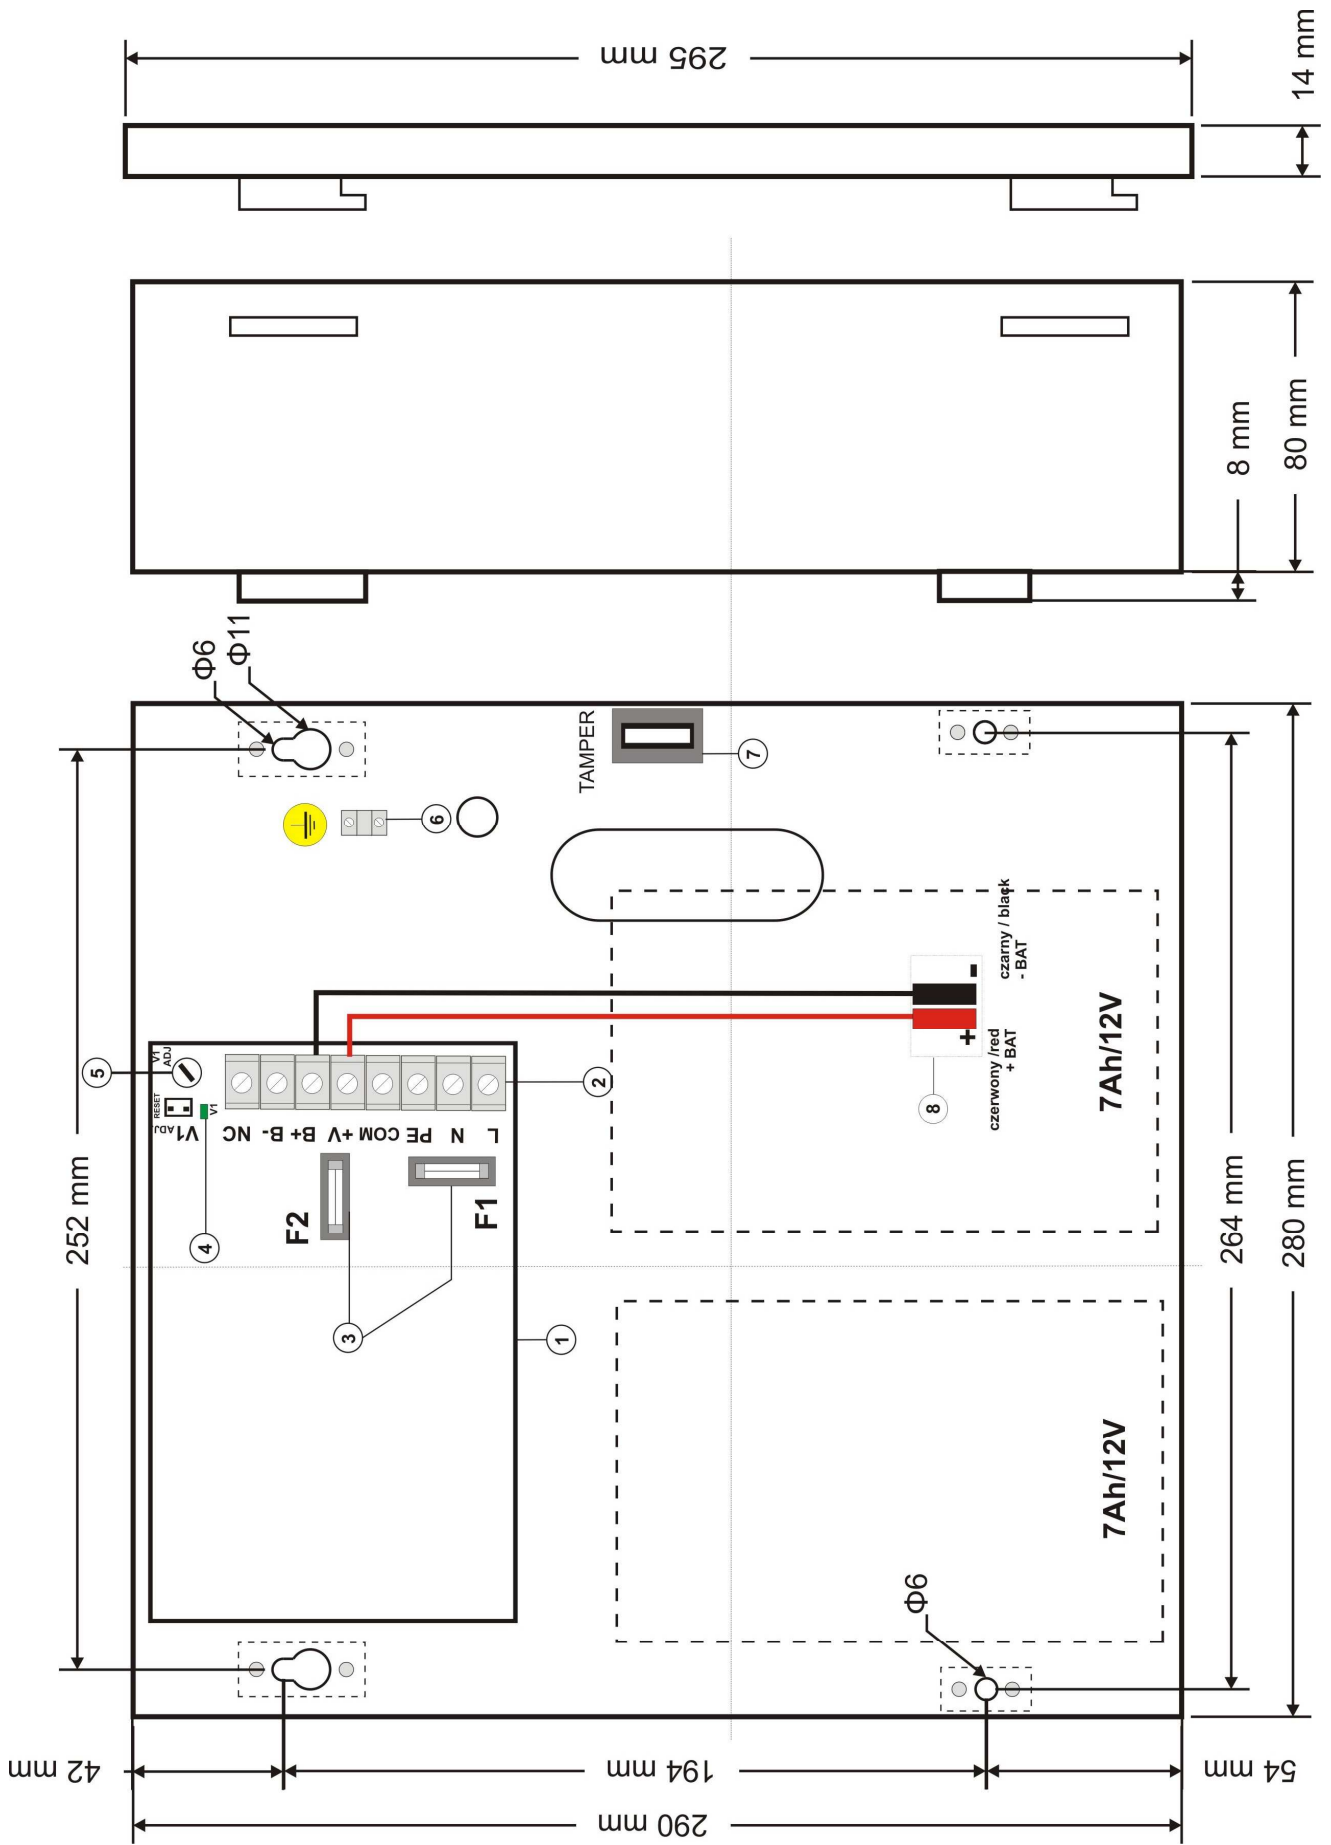 295 mm
14 mm
80 mm
8 mm
Φ6
Φ11
TAMPER
7
6
252 mm
5
V1
ADJ
RESET
ADJ.
V1
V1
4
NC
B-
B+
+V
COM
PE
N
L
2
F2
F1
3
1
czarny / black
- BAT
-
+
czerwony /red
+ BAT
8
7Ah/12V
7Ah/12V
264 mm
280 mm
Φ6
42 mm
194 mm
54 mm
290 mm